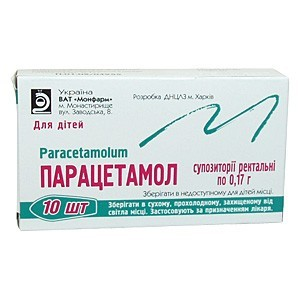 Україна
ВАТ «Монфарм»
м. Монастирище
вул. Заводська, 8.
Розробка ДНЦЛЗ м. Харків
Для дітей
Paracetamolum
ПАРАЦЕТАМОЛ
супозиторії ректальні
по 0,17 г
Зберігати в недоступному для дітей місці.
10 ШТ
Зберігати в сухому, прохолодному, захищеному від
світла місці. Застосовують за призначенням лікаря.